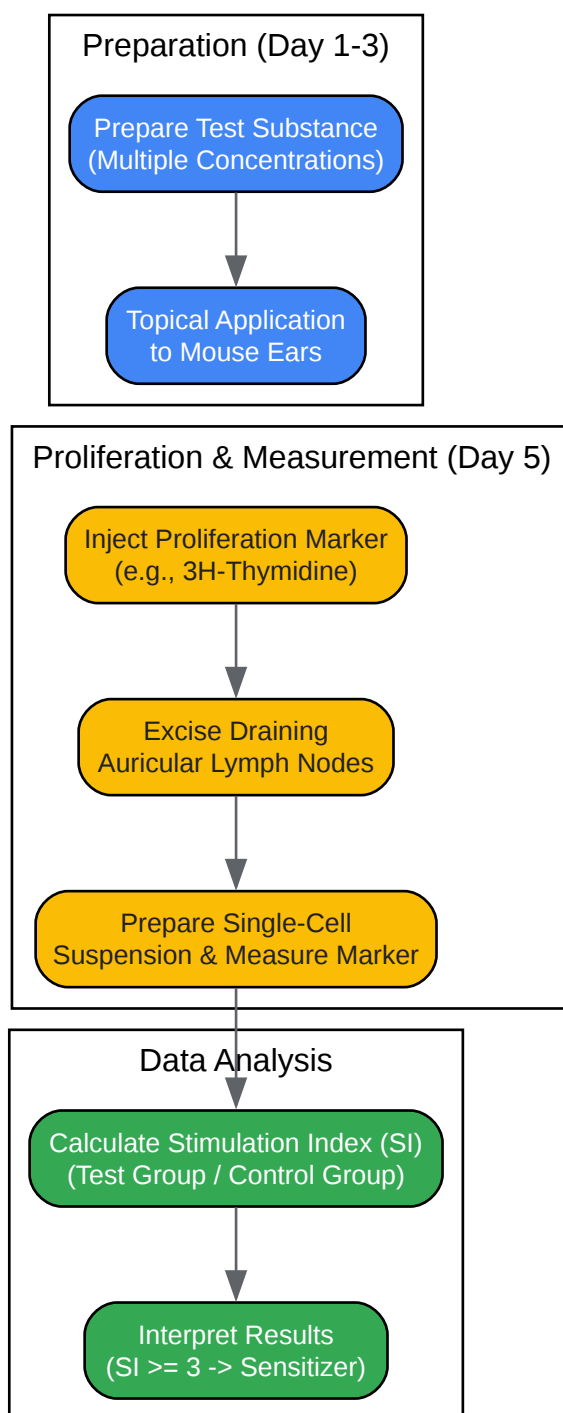 Preparation (Day 1-3)
Prepare Test Substance
(Multiple Concentrations)
Topical Application
to Mouse Ears
Proliferation & Measurement (Day 5)
Inject Proliferation Marker
(e.g., 3H-Thymidine)
Excise Draining
Auricular Lymph Nodes
Prepare Single-Cell
Suspension & Measure Marker
Data Analysis
Calculate Stimulation Index (SI)
(Test Group / Control Group)
Interpret Results
(SI >= 3 -> Sensitizer)